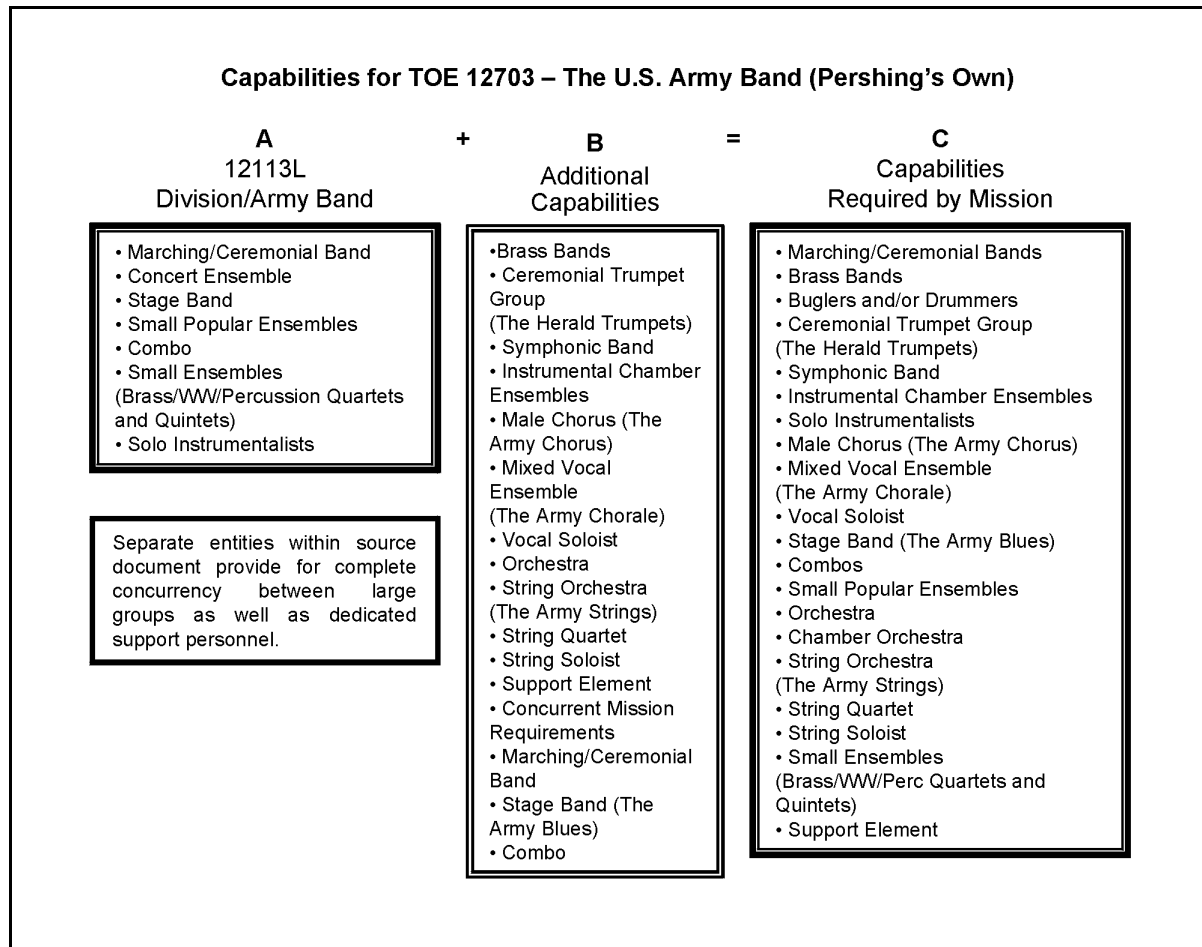 Capabilities for TOE 12703 – The U.S. Army Band (Pershing's Own)
A + B = C
12113L
Division/Army Band
Additional
Capabilities
Capabilities
Required by Mission
• Marching/Ceremonial Band
• Concert Ensemble
• Stage Band
• Small Popular Ensembles
• Combo
• Small Ensembles
(Brass/WW/Percussion Quartets
and Quintets)
• Solo Instrumentalists
Separate entities within source
document provide for complete
concurrency between large
groups as well as dedicated
support personnel.
•Brass Bands
• Ceremonial Trumpet
Group
(The Herald Trumpets)
• Symphonic Band
• Instrumental Chamber
Ensembles
• Male Chorus (The
Army Chorus)
• Mixed Vocal
Ensemble
(The Army Chorale)
• Vocal Soloist
• Orchestra
• String Orchestra
(The Army Strings)
• String Quartet
• String Soloist
• Support Element
• Concurrent Mission
Requirements
• Marching/Ceremonial
Band
• Stage Band (The
Army Blues)
• Combo
• Marching/Ceremonial Bands
• Brass Bands
• Buglers and/or Drummers
• Ceremonial Trumpet Group
(The Herald Trumpets)
• Symphonic Band
• Instrumental Chamber Ensembles
• Solo Instrumentalists
• Male Chorus (The Army Chorus)
• Mixed Vocal Ensemble
(The Army Chorale)
• Vocal Soloist
• Stage Band (The Army Blues)
• Combos
• Small Popular Ensembles
• Orchestra
• Chamber Orchestra
• String Orchestra
(The Army Strings)
• String Quartet
• String Soloist
• Small Ensembles
(Brass/WW/Perc Quartets and
Quintets)
• Support Element